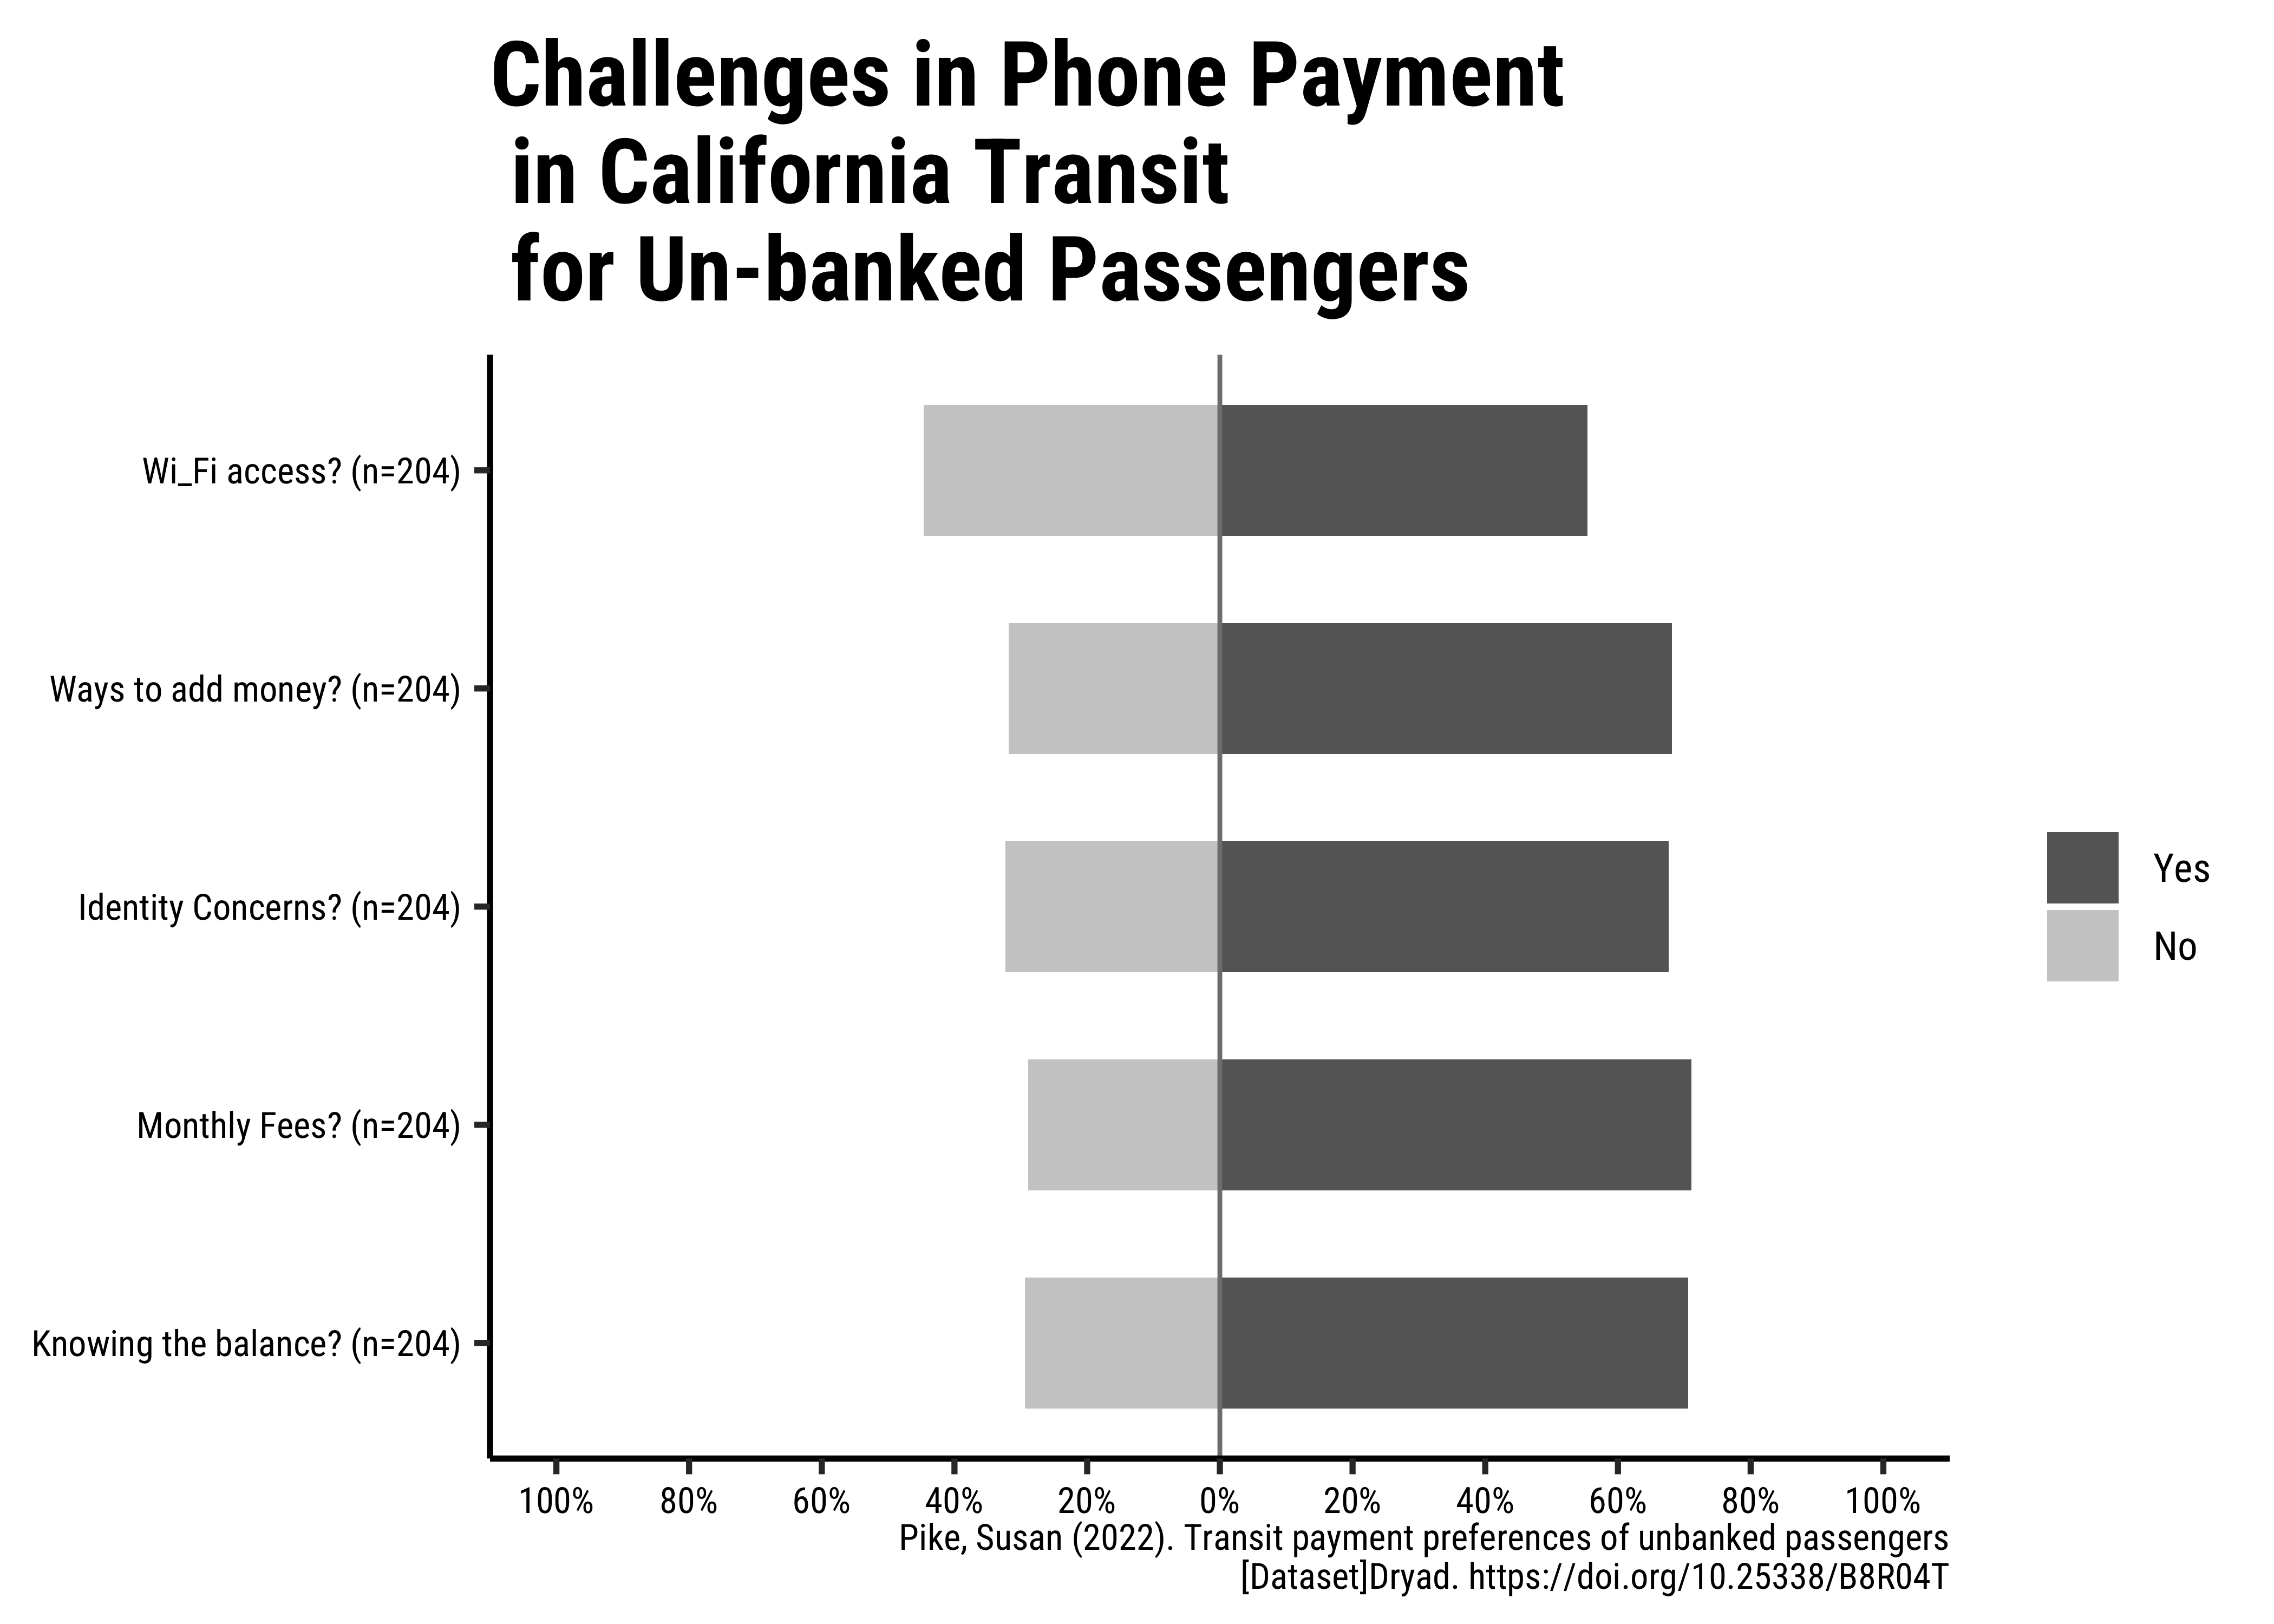 Challenges in Phone Payment
in California Transit
for Un-banked Passengers
Wi_Fi access? (n=204)
Ways to add money? (n=204)
Identity Concerns? (n=204)
Monthly Fees? (n=204)
Knowing the balance? (n=204)
Yes
No
100% 80% 60% 40% 20% 0% 20% 40% 60% 80% 100%
Pike, Susan (2022). Transit payment preferences of unbanked passengers
[Dataset]Dryad. https://doi.org/10.25338/B8R04T